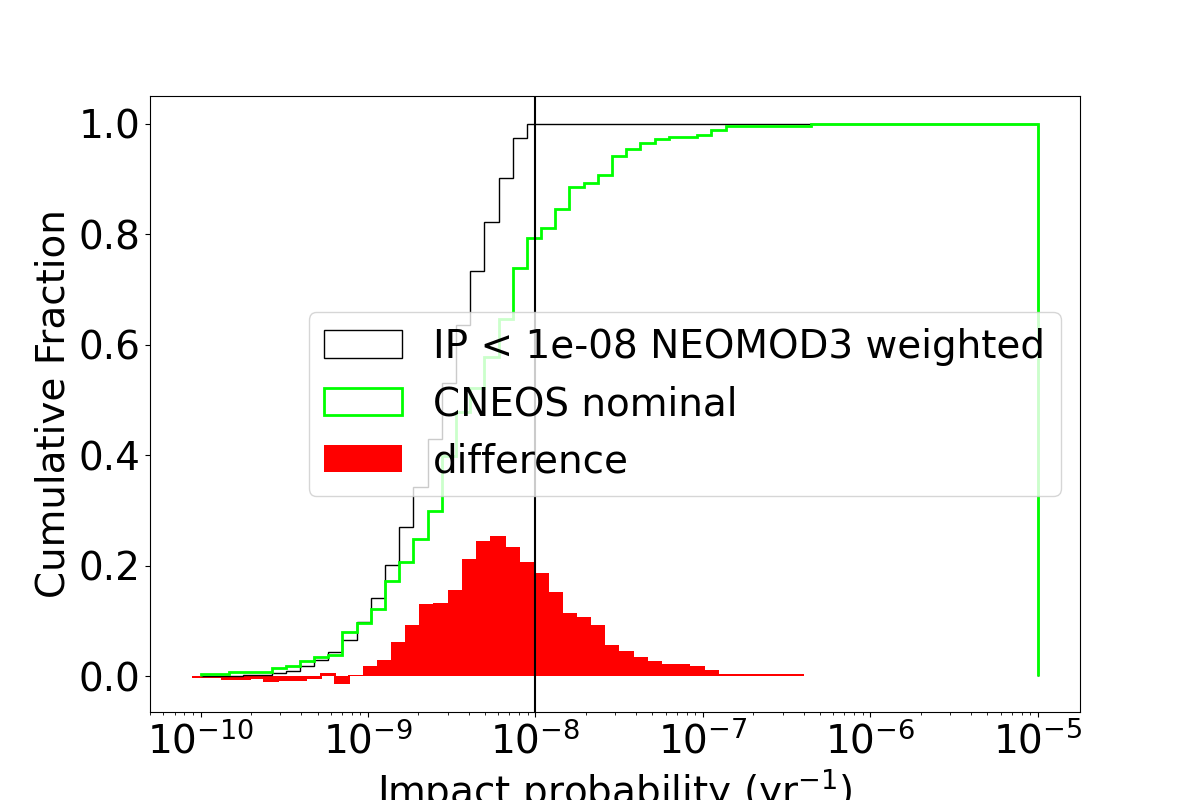 1.0
0.8
0.6
0.4
0.2
0.0
Cumulative Fraction
IP < 1e-08 NEOMOD3 weighted
CNEOS nominal
difference
10⁻¹⁰ 10⁻⁹ 10⁻⁸ 10⁻⁷ 10⁻⁶ 10⁻⁵
Impact probability (yr⁻¹)